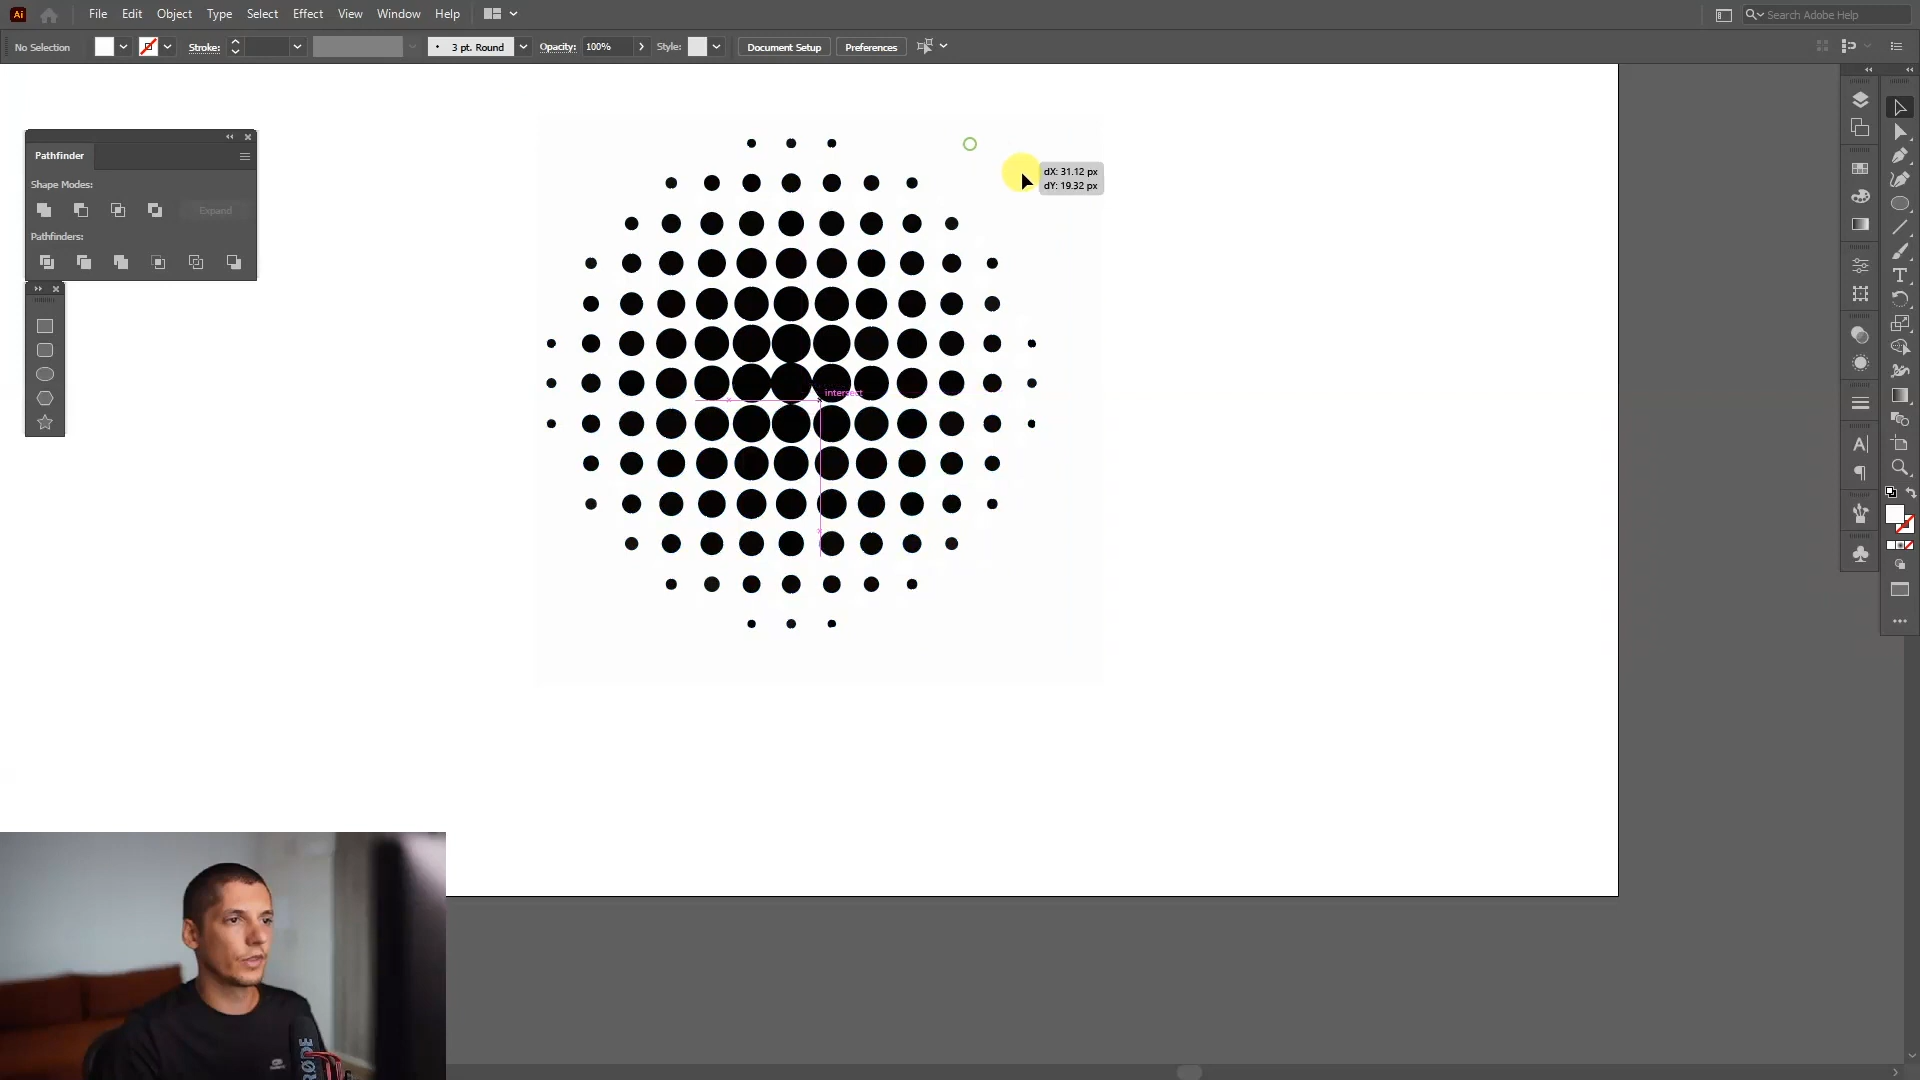 Ai File Edit Object Type Select Effect View Window Help Search Adobe Help
No Selection Stroke: 3 pt. Round Opacity: 100% Style: Document Setup Preferences
dX: 31.12 px
dY: 19.32 px
Pathfinder
Shape Modes:
Expand
Pathfinders:
intersect
RØDE